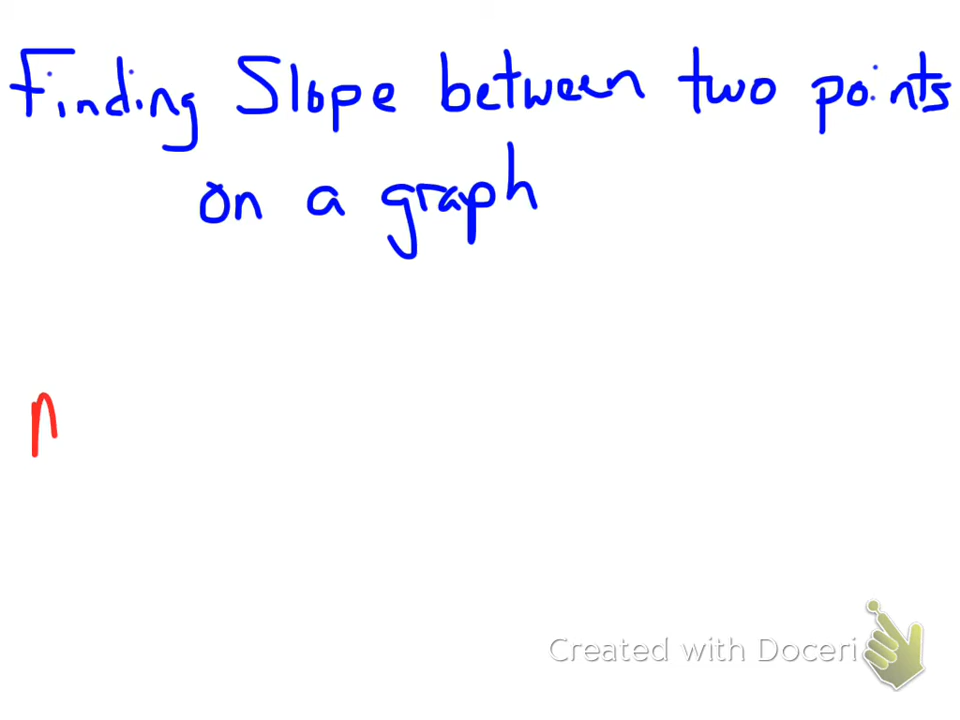 Finding Slope between two points
on a graph
n
Created with Doceri